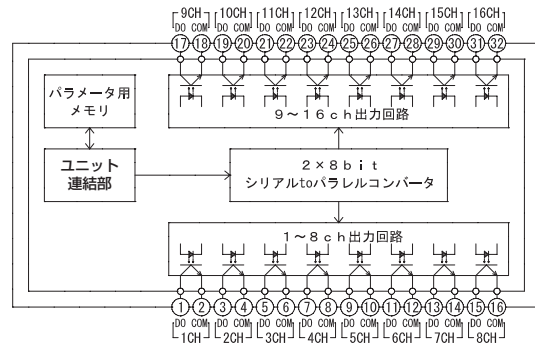 9CH 10CH 11CH 12CH 13CH 14CH 15CH 16CH
DO COM DO COM DO COM DO COM DO COM DO COM DO COM DO COM
17 18 19 20 21 22 23 24 25 26 27 28 29 30 31 32
パラメータ用
メモリ
9～16ch出力回路
ユニット
連結部
2×8bit
シリアルtoパラレルコンバータ
1～8ch出力回路
1 2 3 4 5 6 7 8 9 10 11 12 13 14 15 16
DO COM DO COM DO COM DO COM DO COM DO COM DO COM DO COM
1CH 2CH 3CH 4CH 5CH 6CH 7CH 8CH